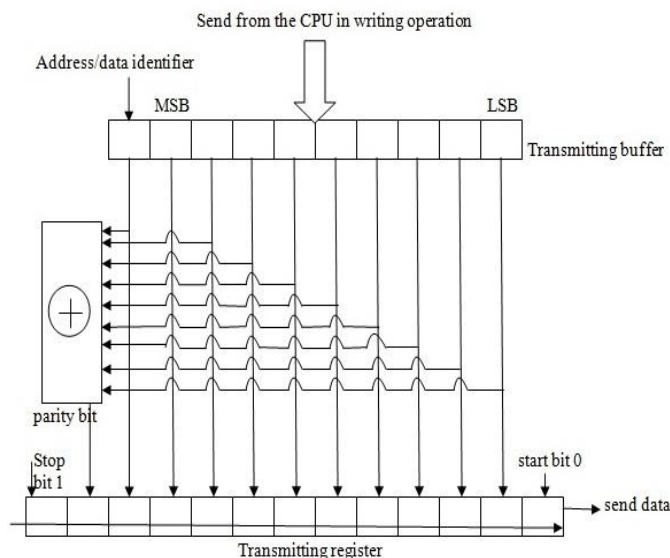 Send from the CPU in writing operation
Address/data identifier
MSB
LSB
Transmitting buffer
parity bit
Stop
bit 1
start bit 0
send data
Transmitting register